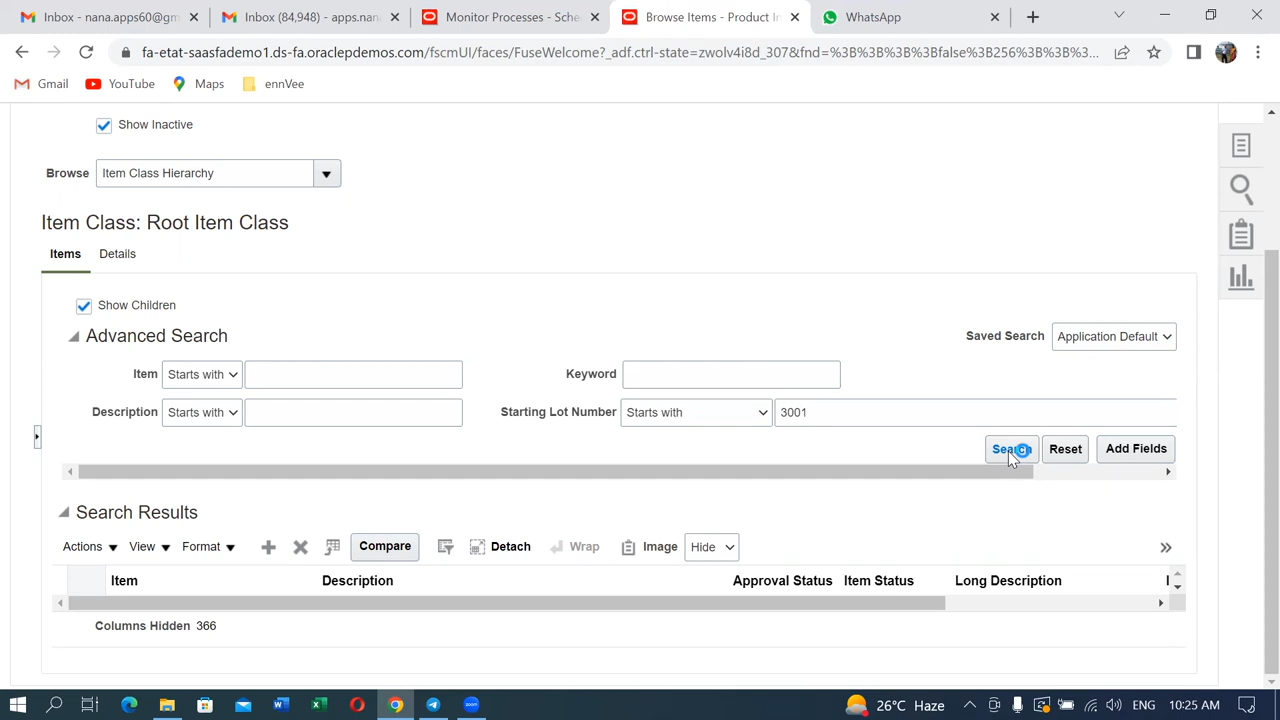 Inbox - nana.apps60@gm
Inbox (84,948) - apps.nan
Monitor Processes - Sche
Browse Items - Product In
WhatsApp
fa-etat-saasfademo1.ds-fa.oraclepdemos.com/fscmUI/faces/FuseWelcome?_adf.ctrl-state=zwolv4i8d_307&fnd=%3B%3B%3B%3Bfalse%3B256%3B%3B%3...
Gmail
YouTube
Maps
ennVee
Show Inactive
Browse
Item Class Hierarchy
Item Class: Root Item Class
Items
Details
Show Children
Advanced Search
Saved Search
Application Default
Item
Starts with
Keyword
Description
Starts with
Starting Lot Number
Starts with
3001
Search
Reset
Add Fields
Search Results
Actions
View
Format
Compare
Detach
Wrap
Image
Hide
Item
Description
Approval Status
Item Status
Long Description
Columns Hidden 366
26°C Haze
10:25 AM